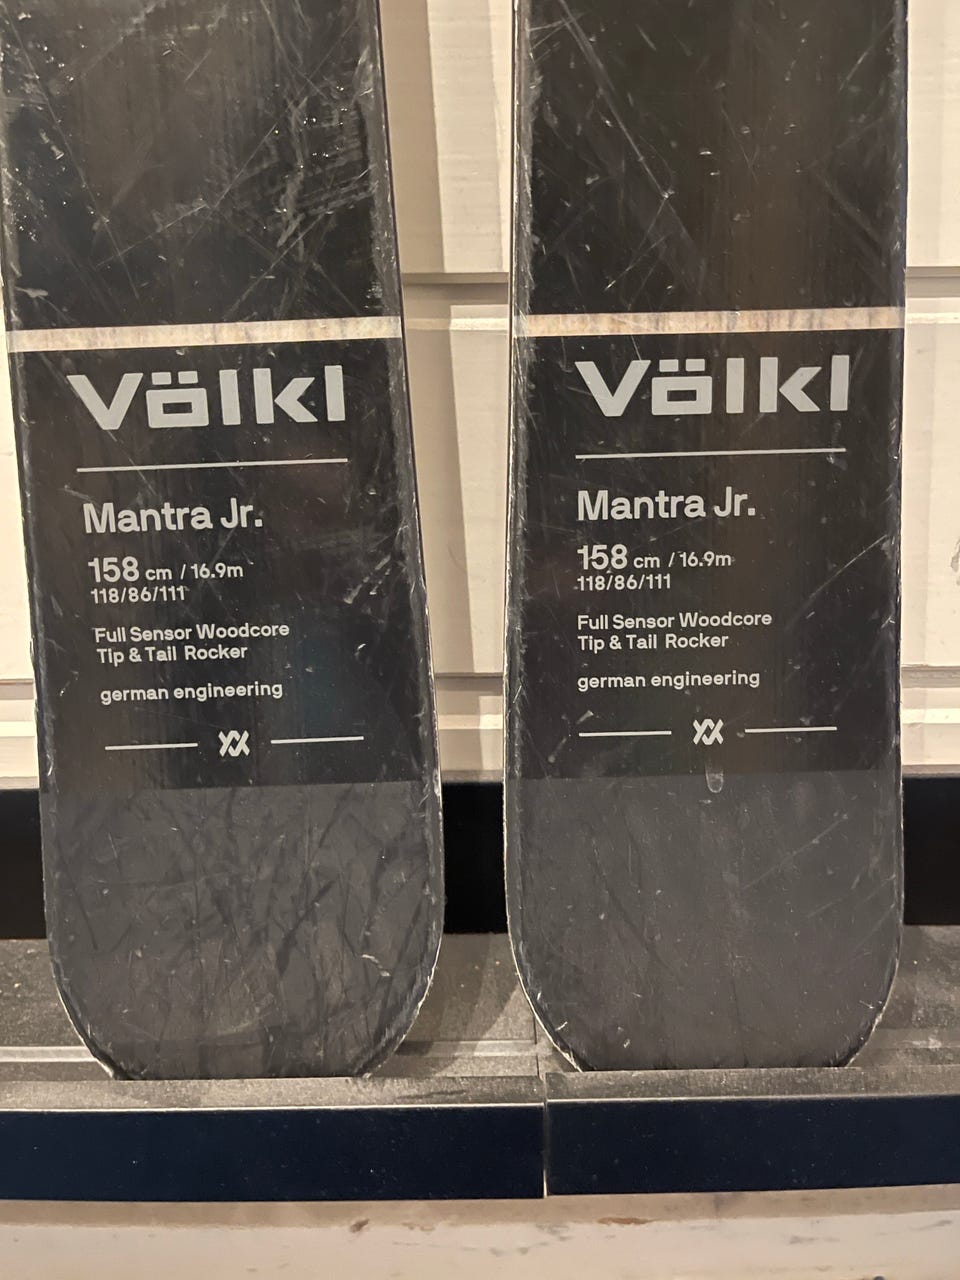 Völkl
Mantra Jr.
158 cm / 16.9m
118/86/111
Full Sensor Woodcore
Tip & Tail Rocker
german engineering
Völkl
Mantra Jr.
158 cm / 16.9m
118/86/111
Full Sensor Woodcore
Tip & Tail Rocker
german engineering